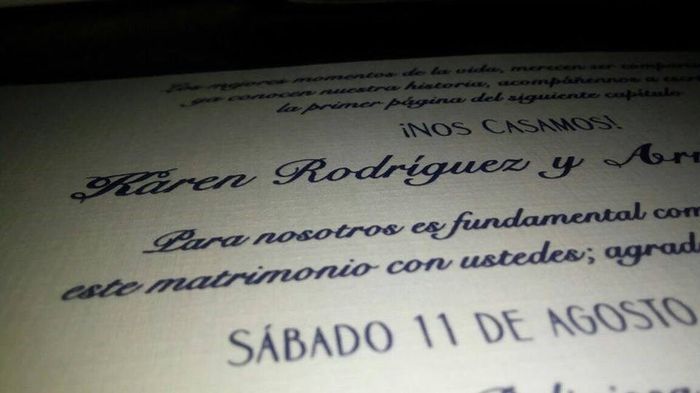 Los mejores momentos de la vida, merecen ser
ya conocen nuestra historia, acompáñennos a
la primer página del siguiente capítulo
¡NOS CASAMOS!
Karen Rodríguez y
Para nosotros es fundamental
este matrimonio con ustedes;
SÁBADO 11 DE AGOSTO